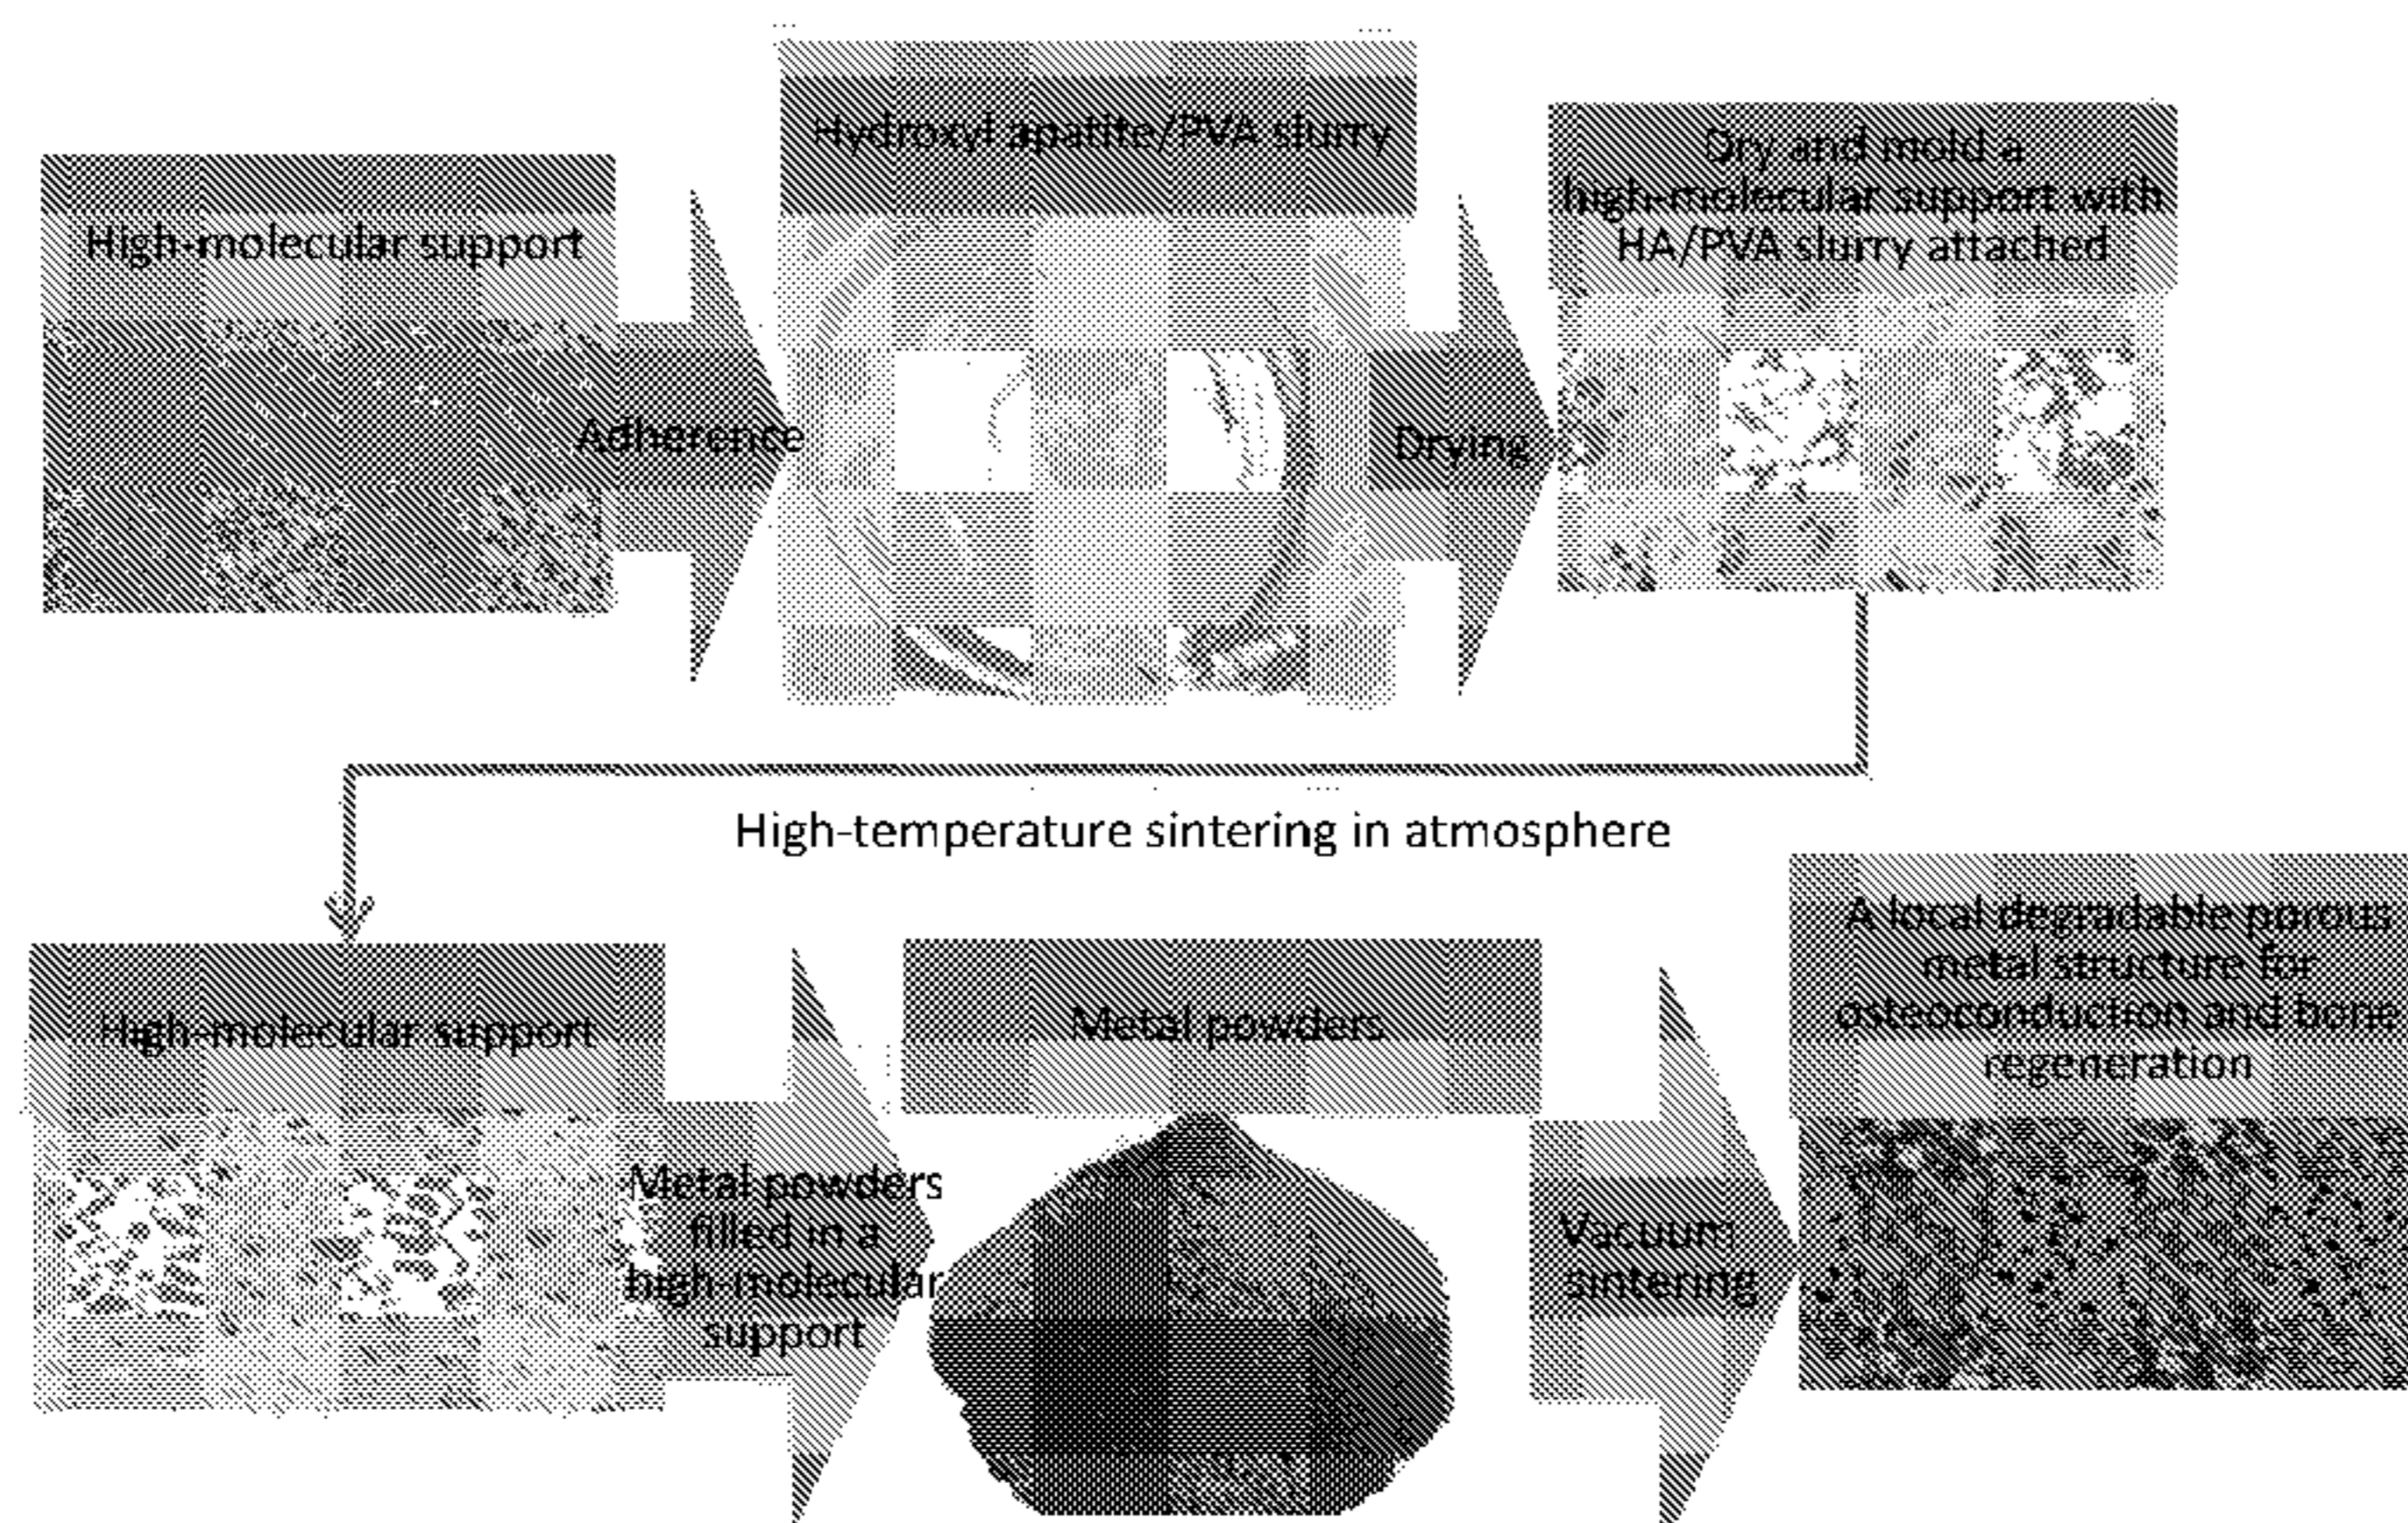 High-molecular support
Adherence
Hydroxyl apatite/PVA slurry
Drying
Dry and mold a
high-molecular support with
HA/PVA slurry attached
High-temperature sintering in atmosphere
High-molecular support
Metal powders
filled in a
high-molecular
support
Metal powders
Vacuum
sintering
A local degradable porous
metal structure for
osteoconduction and bone
regeneration